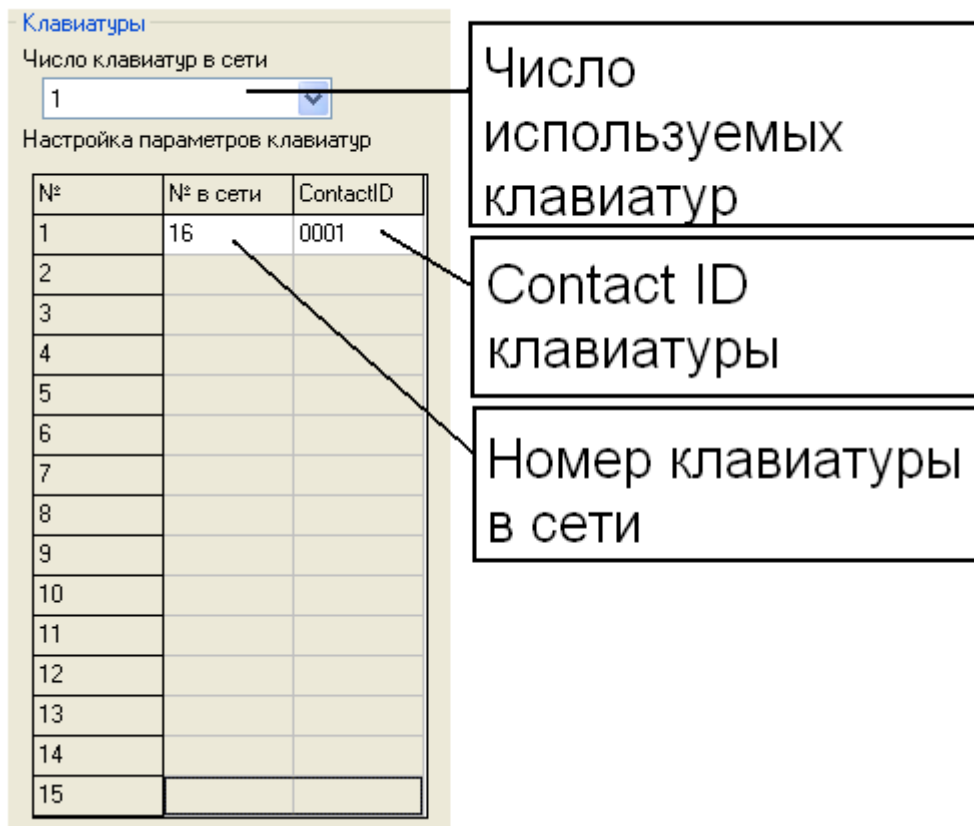 Клавиатуры
Число клавиатур в сети
1
Настройка параметров клавиатур
№ № в сети ContactID
1 16 0001
2
3
4
5
6
7
8
9
10
11
12
13
14
15
Число
используемых
клавиатур
Contact ID
клавиатуры
Номер клавиатуры
в сети